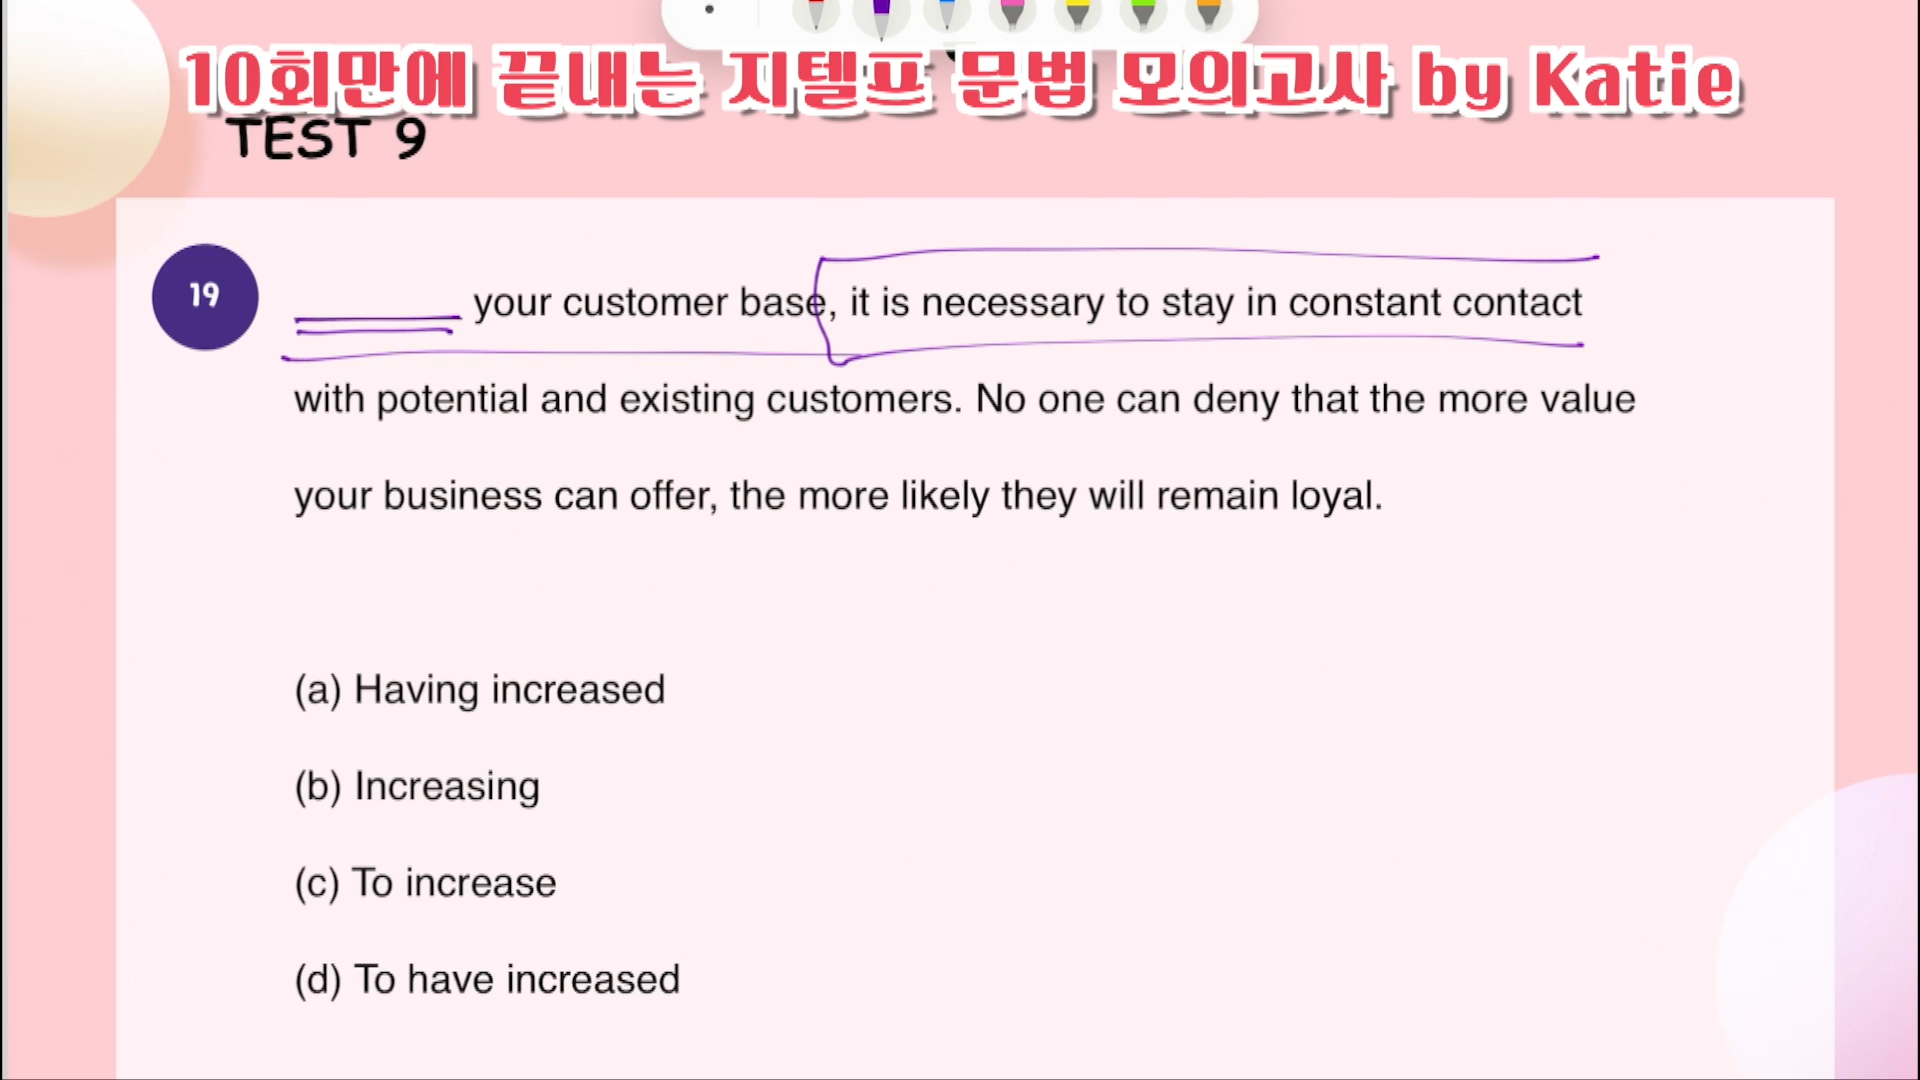 10회만에 끝내는 지텔프 문법 모의고사 by Katie
TEST 9
19
your customer base, it is necessary to stay in constant contact
with potential and existing customers. No one can deny that the more value
your business can offer, the more likely they will remain loyal.
(a) Having increased
(b) Increasing
(c) To increase
(d) To have increased